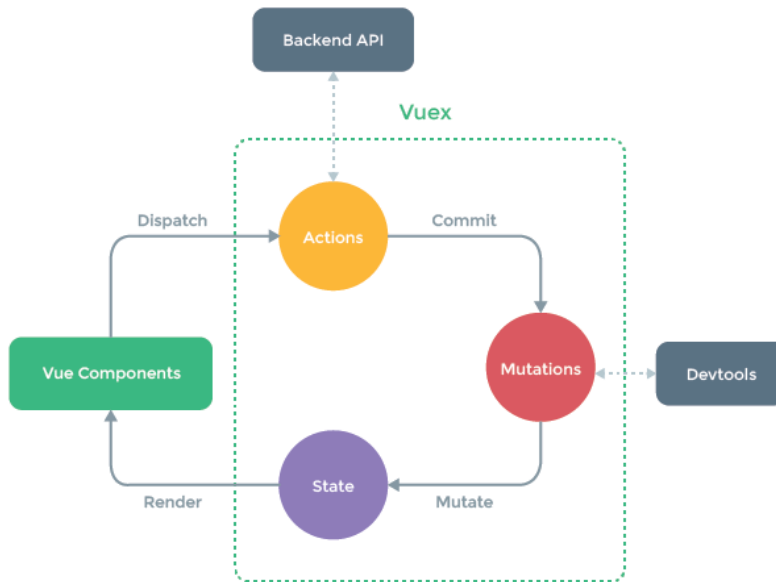 Backend API
Vuex
Dispatch
Commit
Actions
Vue Components
Mutations
Devtools
State
Render
Mutate